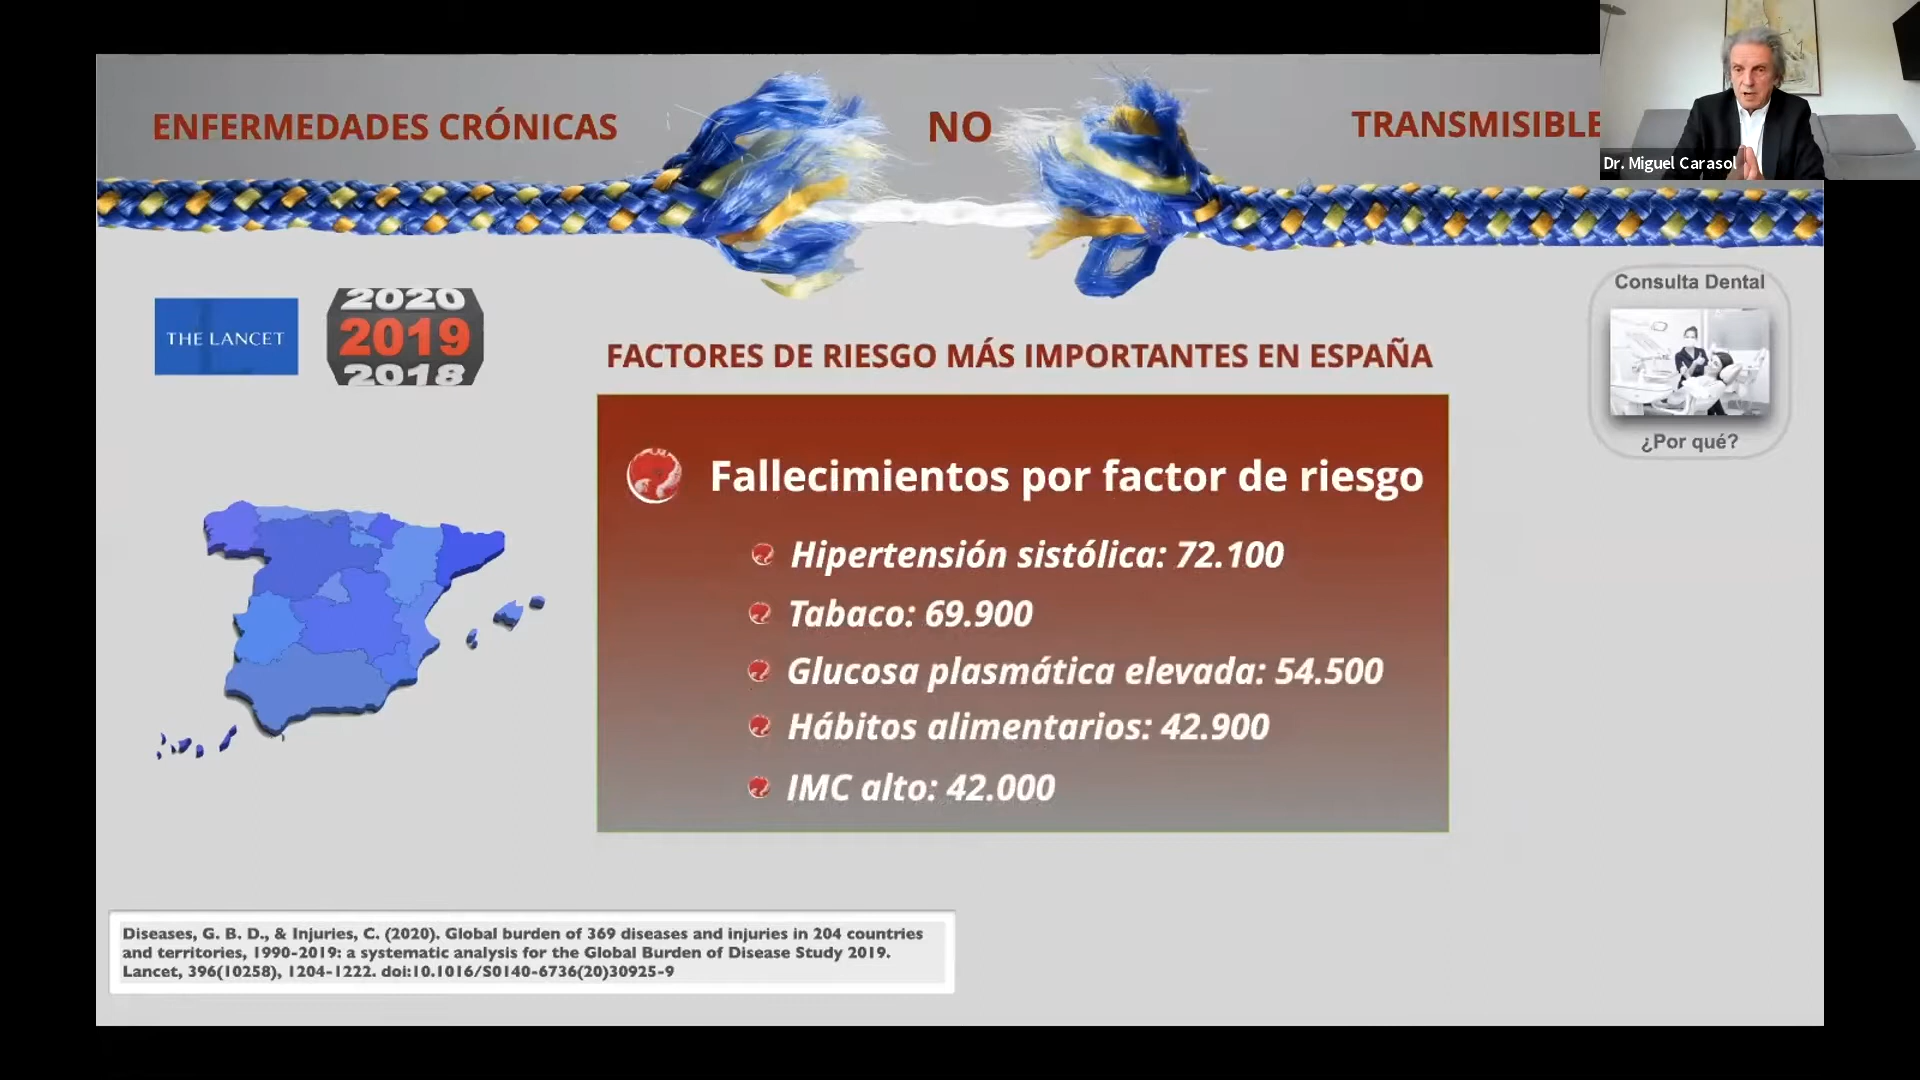 ENFERMEDADES CRÓNICAS NO TRANSMISIBLE
Dr. Miguel Carasol
THE LANCET
2020
2019
2018
Consulta Dental
¿Por qué?
FACTORES DE RIESGO MÁS IMPORTANTES EN ESPAÑA
Fallecimientos por factor de riesgo
Hipertensión sistólica: 72.100
Tabaco: 69.900
Glucosa plasmática elevada: 54.500
Hábitos alimentarios: 42.900
IMC alto: 42.000
Diseases, G. B. D., & Injuries, C. (2020). Global burden of 369 diseases and injuries in 204 countries
and territories, 1990-2019: a systematic analysis for the Global Burden of Disease Study 2019.
Lancet, 396(10258), 1204-1222. doi:10.1016/S0140-6736(20)30925-9